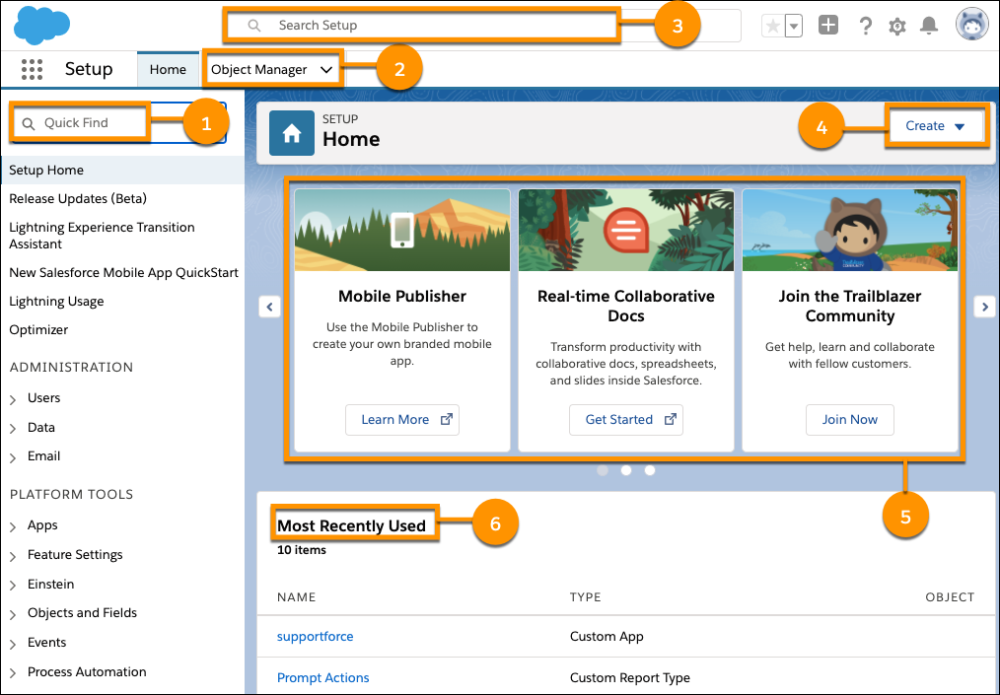 Search Setup
3
Setup
Home
Object Manager
2
Quick Find
1
Setup Home
Release Updates (Beta)
Lightning Experience Transition
Assistant
New Salesforce Mobile App QuickStart
Lightning Usage
Optimizer
ADMINISTRATION
Users
Data
Email
PLATFORM TOOLS
Apps
Feature Settings
Einstein
Objects and Fields
Events
Process Automation
SETUP
Home
4
Create
Mobile Publisher
Use the Mobile Publisher to
create your own branded mobile
app.
Learn More
Real-time Collaborative
Docs
Transform productivity with
collaborative docs, spreadsheets,
and slides inside Salesforce.
Get Started
Join the Trailblazer
Community
Get help, learn and collaborate
with fellow customers.
Join Now
5
Most Recently Used
6
10 items
NAME TYPE OBJECT
supportforce Custom App
Prompt Actions Custom Report Type